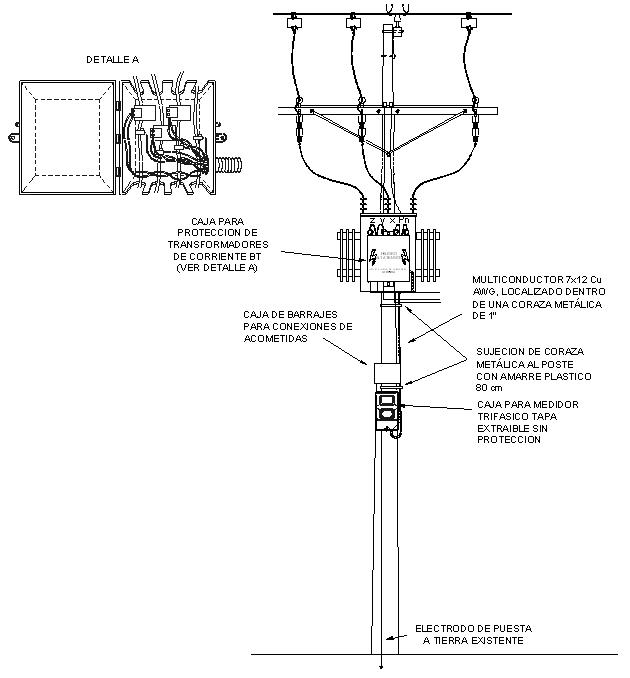 DETALLE A
Z Y X Pn
CAJA PARA
PROTECCION DE
TRANSFORMADORES
DE CORRIENTE BT
(VER DETALLE A)
MULTICONDUCTOR 7x12 Cu
AWG, LOCALIZADO DENTRO
DE UNA CORAZA METÁLICA
DE 1"
CAJA DE BARRAJES
PARA CONEXIONES DE
ACOMETIDAS
SUJECION DE CORAZA
METÁLICA AL POSTE
CON AMARRE PLASTICO
80 cm
CAJA PARA MEDIDOR
TRIFASICO TAPA
EXTRAIBLE SIN
PROTECCION
ELECTRODO DE PUESTA
A TIERRA EXISTENTE